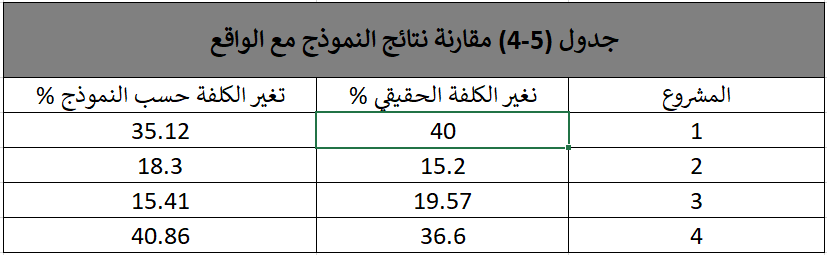 جدول (5-4) مقارنة نتائج النموذج مع الواقع
المشروع نغير الكلفة الحقيقي % تغير الكلفة حسب النموذج %
1 40 35.12
2 15.2 18.3
3 19.57 15.41
4 36.6 40.86